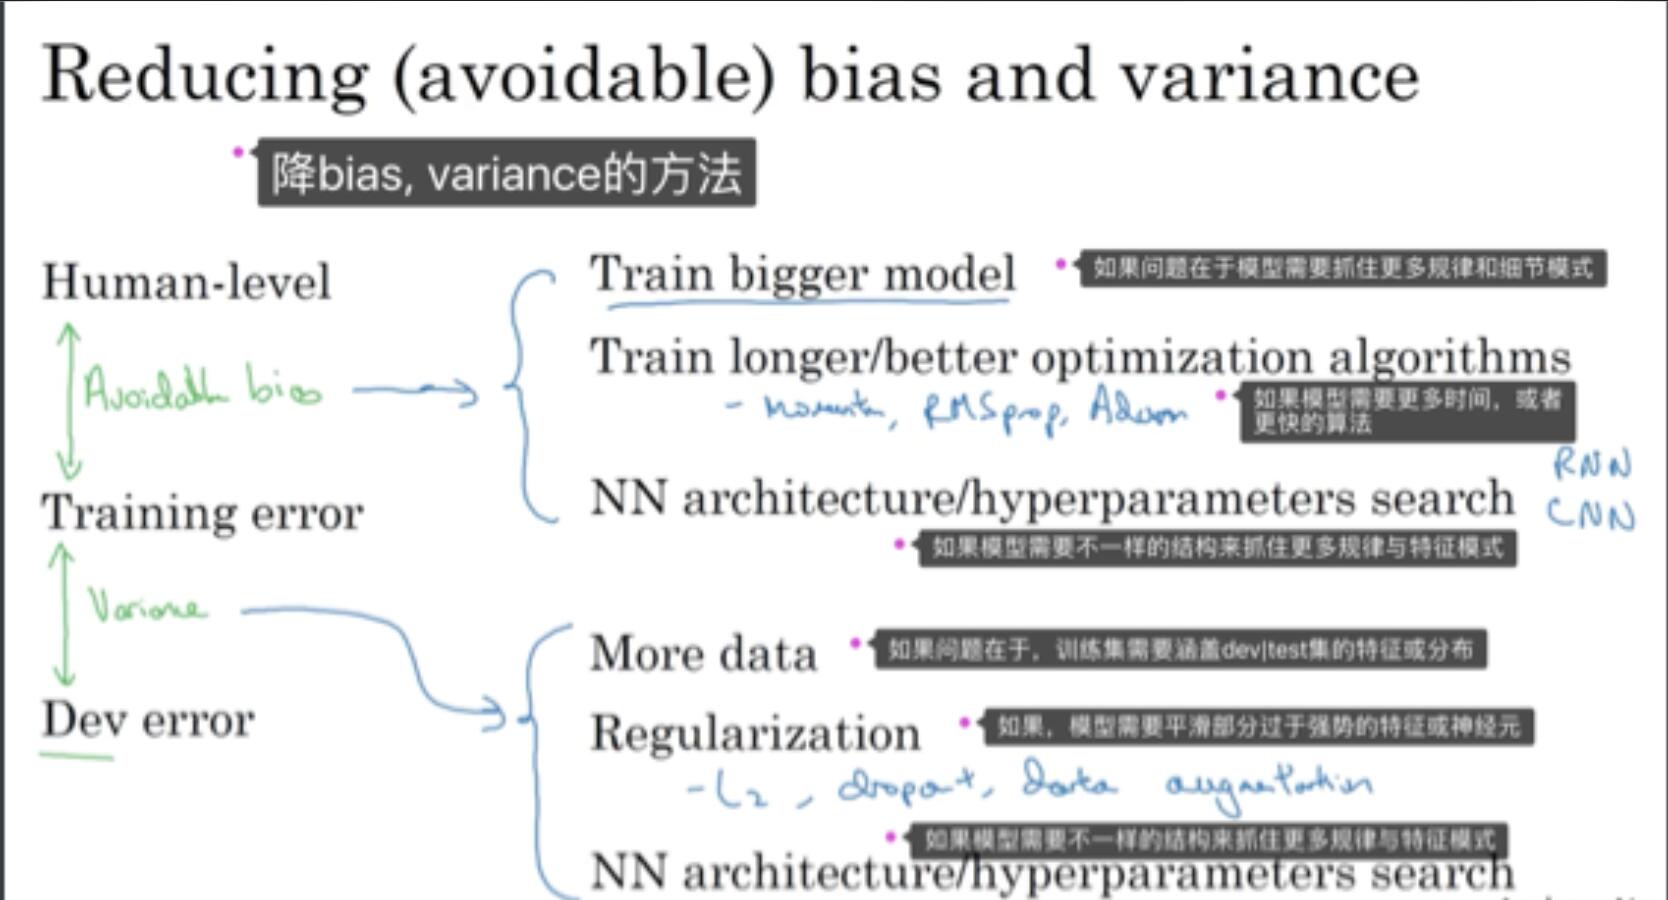 Reducing (avoidable) bias and variance
降bias, variance的方法
Human-level
Train bigger model
如果问题在于模型需要抓住更多规律和细节模式
Avoidable bias
Train longer/better optimization algorithms
- Momentum, RMSprop, Adam
如果模型需要更多时间，或者
更快的算法
Training error
NN architecture/hyperparameters search
RNN
CNN
如果模型需要不一样的结构来抓住更多规律与特征模式
Variance
More data
如果问题在于，训练集需要涵盖dev|test集的特征或分布
Dev error
Regularization
如果，模型需要平滑部分过于强势的特征或神经元
- L2, dropout, data augmentation
如果模型需要不一样的结构来抓住更多规律与特征模式
NN architecture/hyperparameters search